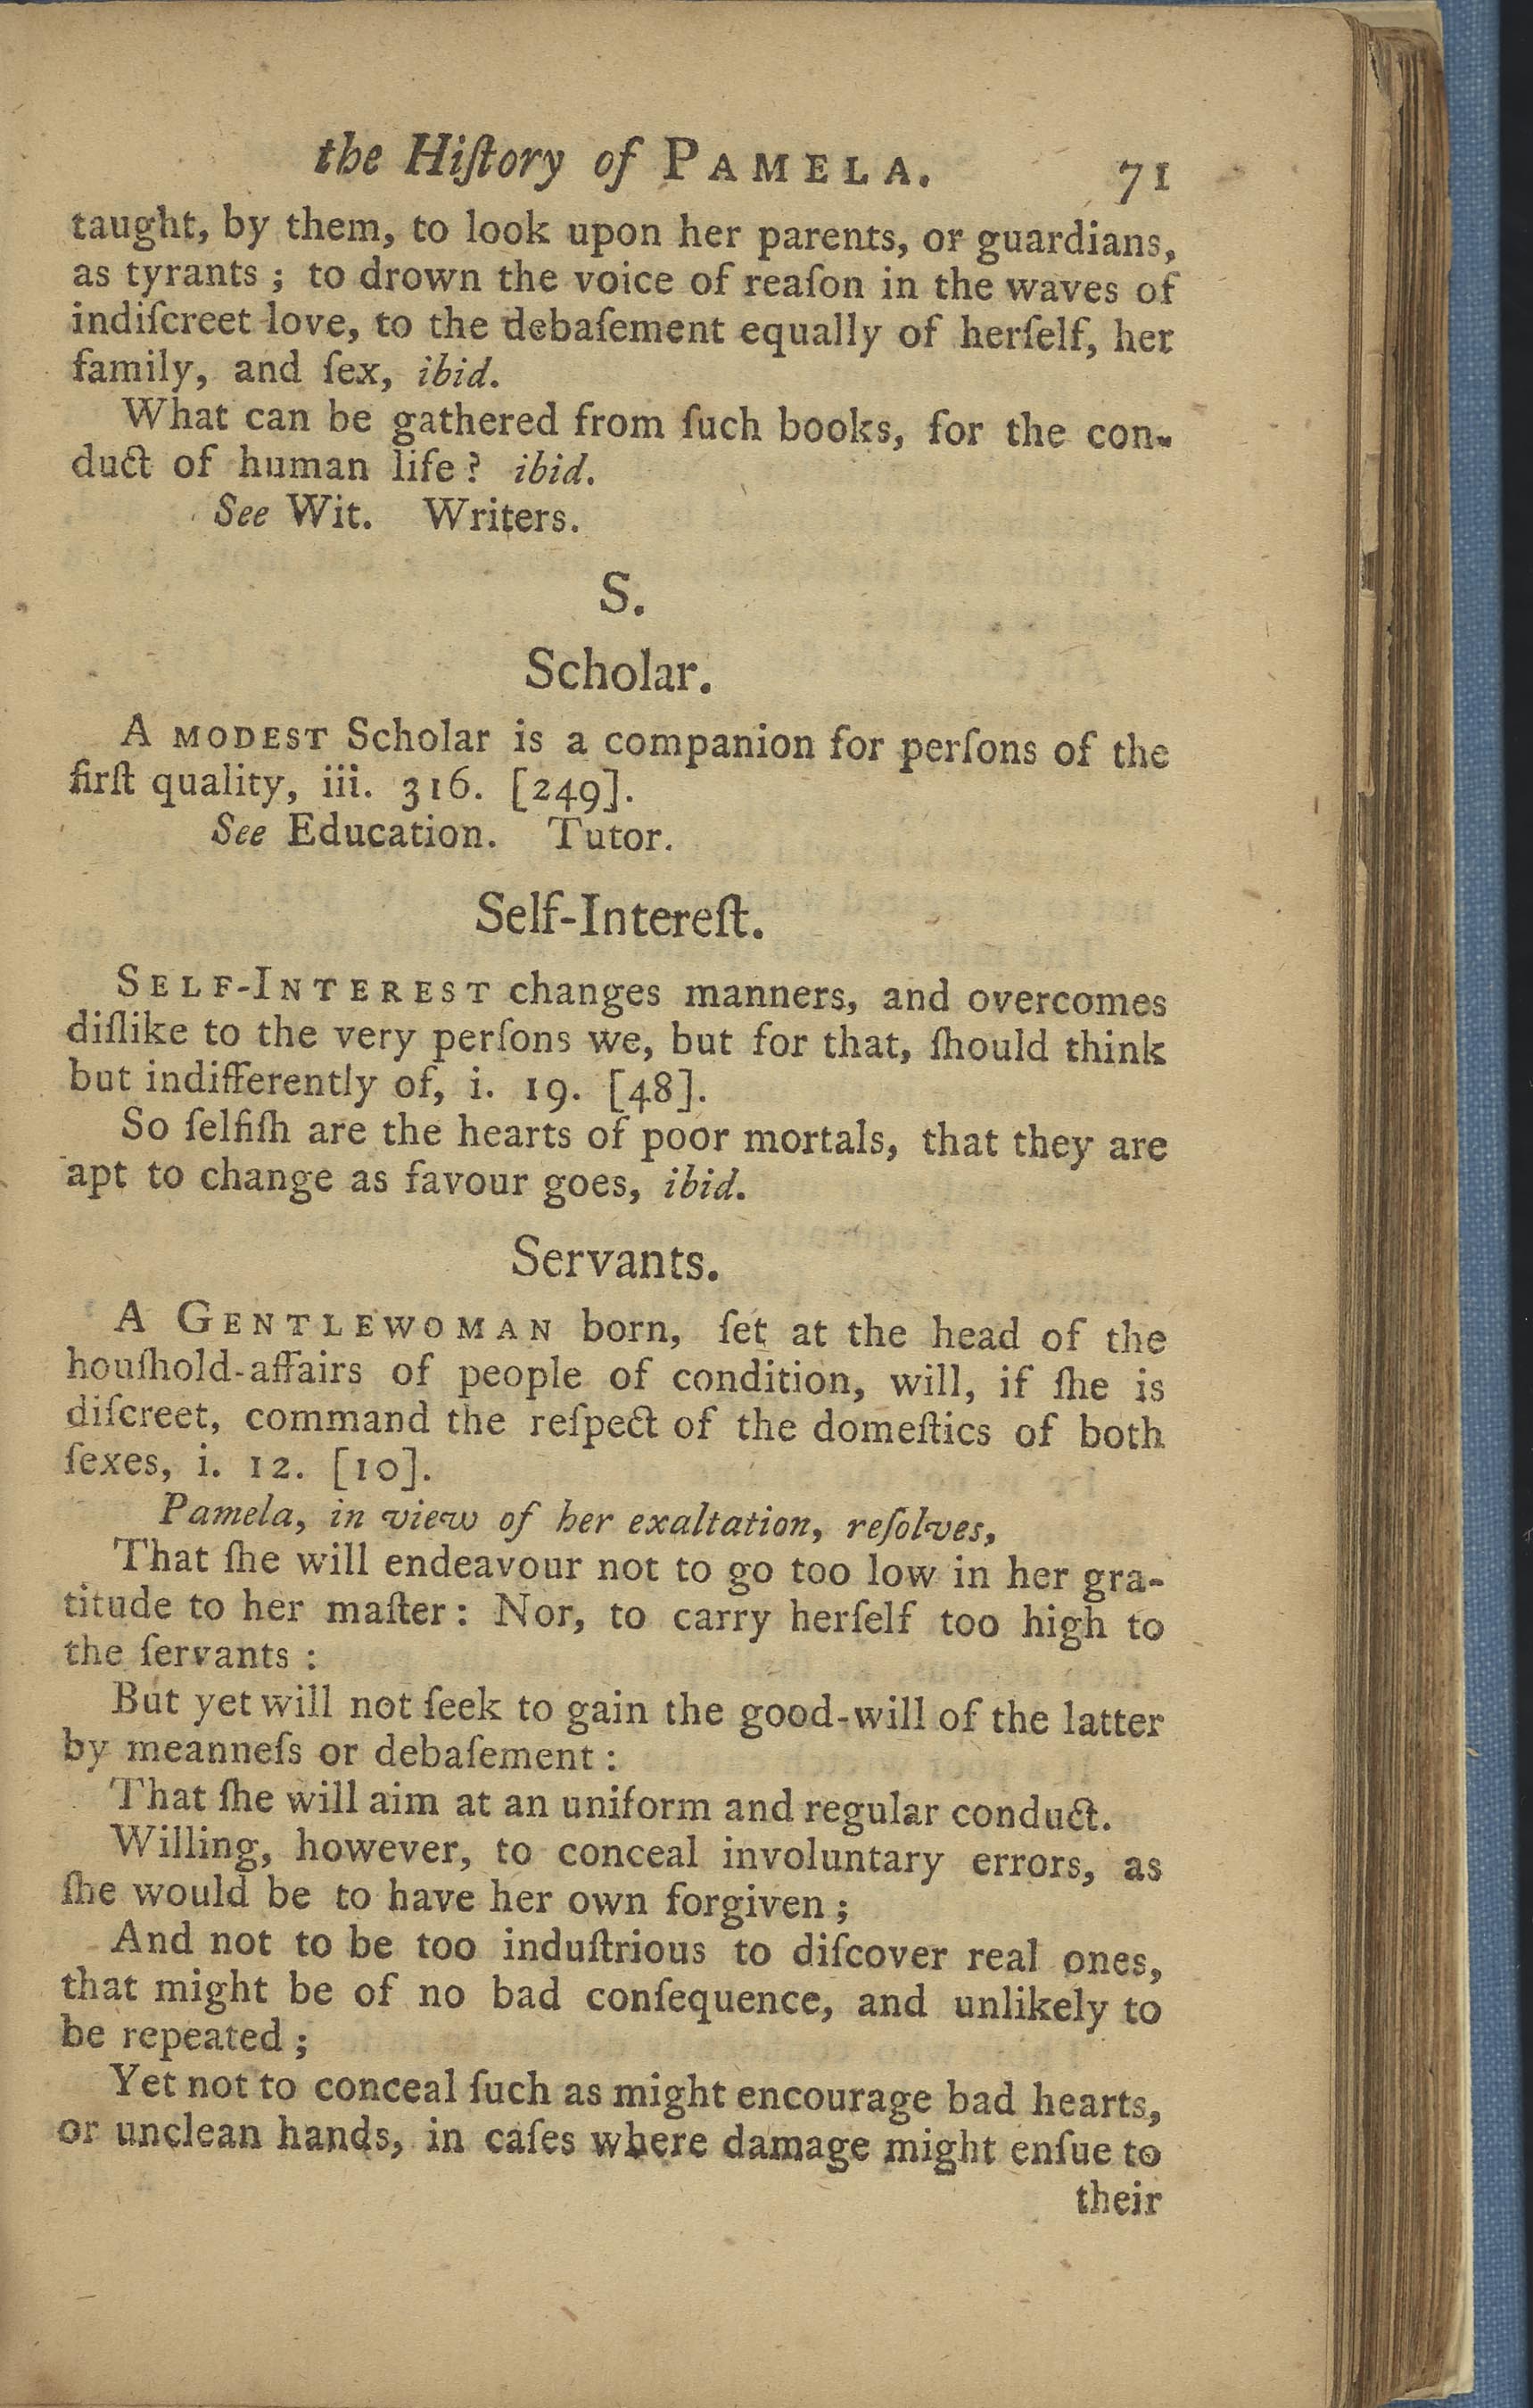 the Hiſtory of PAMELA. 71
taught, by them, to look upon her parents, or guardians,
as tyrants ; to drown the voice of reaſon in the waves of
indiſcreet love, to the debaſement equally of herſelf, her
family, and ſex, ibid.
What can be gathered from ſuch books, for the con-
duct of human life ? ibid.
See Wit. Writers.
S.
Scholar.
A MODEST Scholar is a companion for perſons of the
firſt quality, iii. 316. [249].
See Education. Tutor.
Self-Intereſt.
SELF-INTEREST changes manners, and overcomes
diſlike to the very perſons we, but for that, ſhould think
but indifferently of, i. 19. [48].
So ſelfiſh are the hearts of poor mortals, that they are
apt to change as favour goes, ibid.
Servants.
A GENTLEWOMAN born, ſet at the head of the
houſhold-affairs of people of condition, will, if ſhe is
diſcreet, command the reſpect of the domeſtics of both
ſexes, i. 12. [10].
Pamela, in view of her exaltation, reſolves,
That ſhe will endeavour not to go too low in her gra-
titude to her maſter : Nor, to carry herſelf too high to
the ſervants :
But yet will not ſeek to gain the good-will of the latter
by meanneſs or debaſement :
That ſhe will aim at an uniform and regular conduct.
Willing, however, to conceal involuntary errors, as
ſhe would be to have her own forgiven ;
And not to be too induſtrious to diſcover real ones,
that might be of no bad conſequence, and unlikely to
be repeated ;
Yet not to conceal ſuch as might encourage bad hearts,
or unclean hands, in caſes where damage might enſue to
their